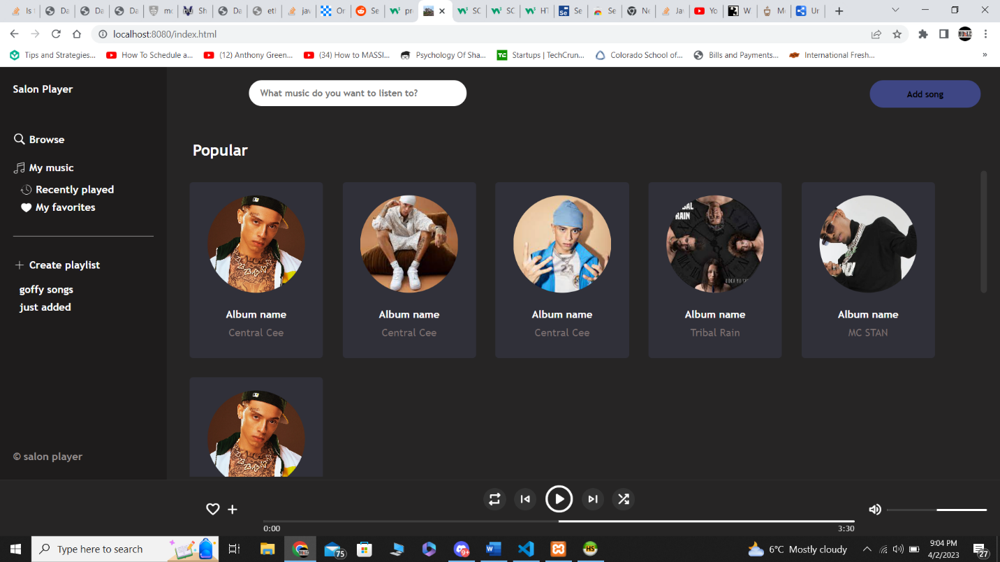 Is t
Da
Da
Da
mo
Sh
Da
eth
jav
Or
Se
pr
SC
SC
HT
Se
Se
Ne
Ja
Yo
W
Mo
Ur
localhost:8080/index.html
Tips and Strategies...
How To Schedule a...
(12) Anthony Green...
(34) How to MASSI...
Psychology Of Sha...
TC
Startups | TechCrun...
Colorado School of...
Bills and Payments...
International Fresh...
»
Salon Player
What music do you want to listen to?
Add song
Browse
My music
Recently played
My favorites
Create playlist
goffy songs
just added
© salon player
Popular
Album name
Central Cee
Album name
Central Cee
Album name
Central Cee
Album name
Tribal Rain
Album name
MC STAN
0:00
3:30
Type here to search
75
9+
HS
6°C Mostly cloudy
9:04 PM
4/2/2023
27